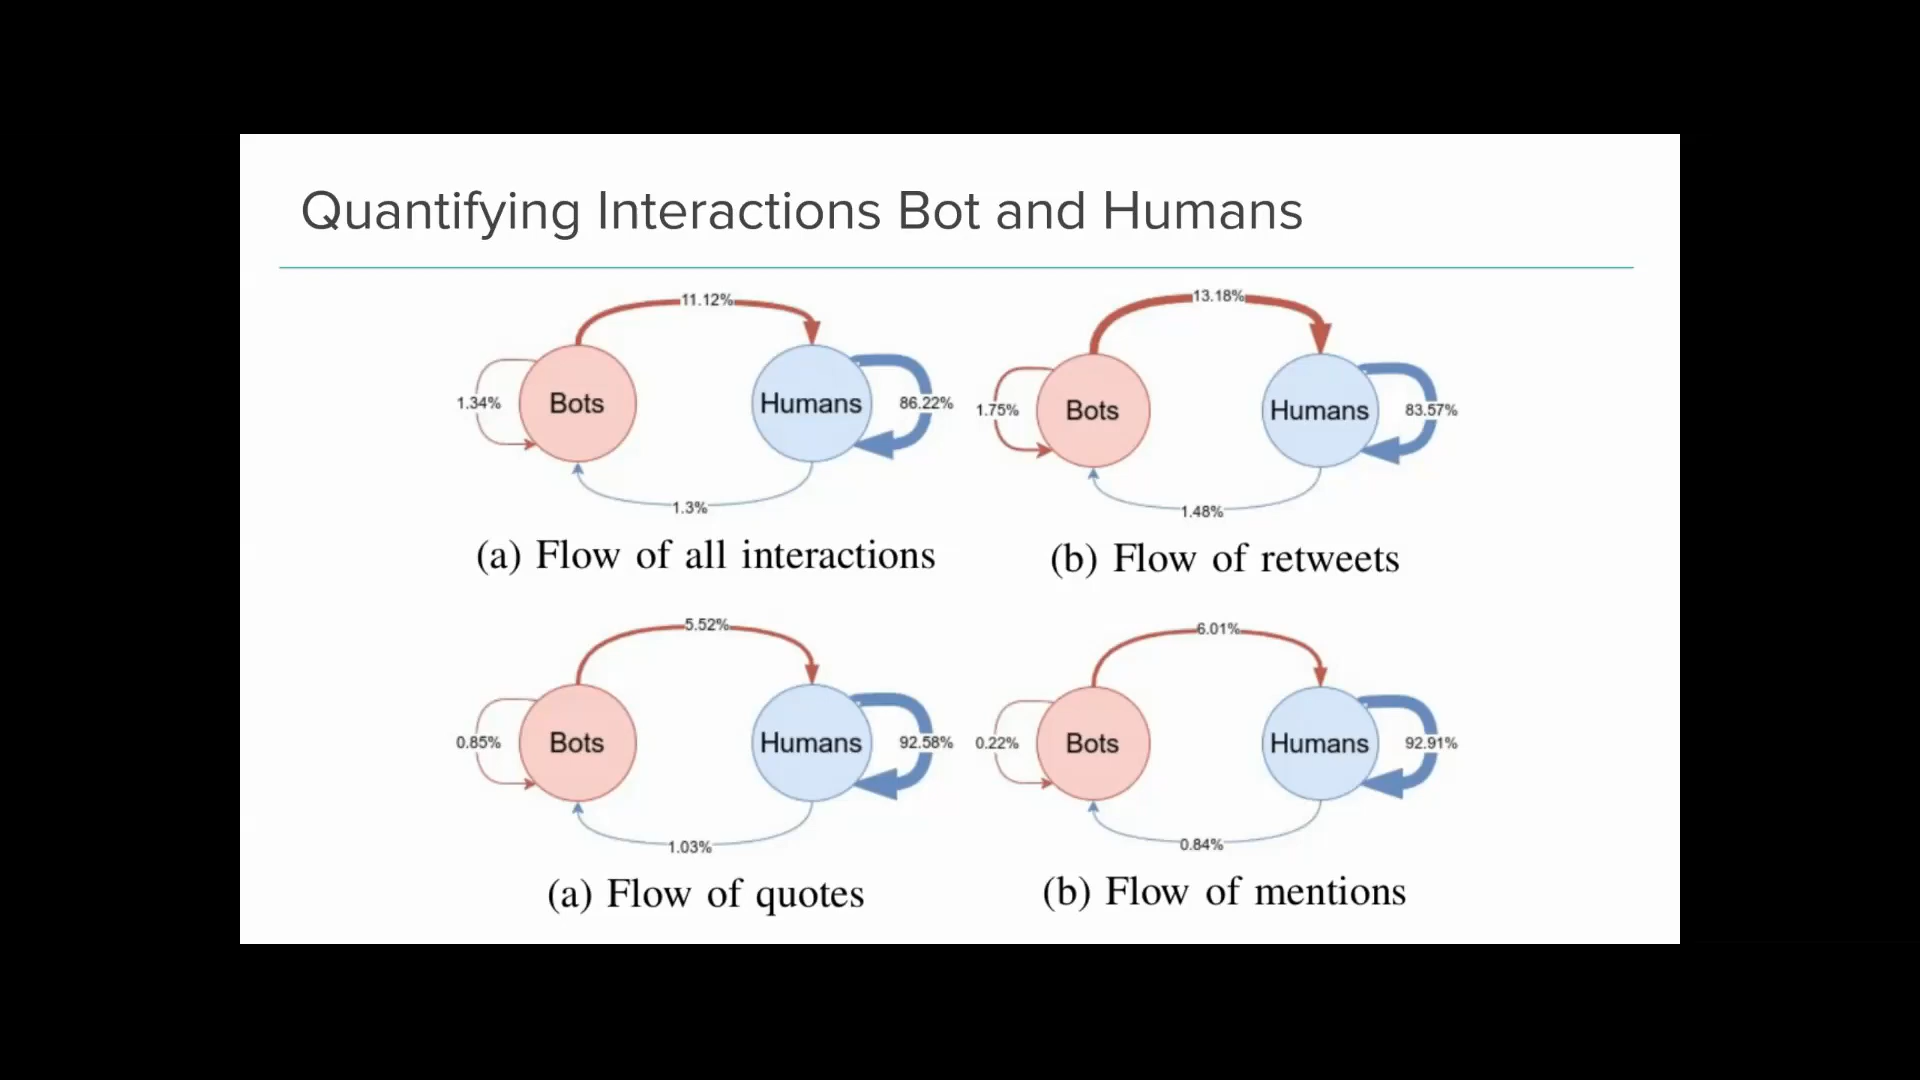 Quantifying Interactions Bot and Humans
11.12%
1.34%
Bots
Humans
86.22%
1.3%
(a) Flow of all interactions
13.18%
1.75%
Bots
Humans
83.57%
1.48%
(b) Flow of retweets
5.52%
0.85%
Bots
Humans
92.58%
1.03%
(a) Flow of quotes
6.01%
0.22%
Bots
Humans
92.91%
0.84%
(b) Flow of mentions